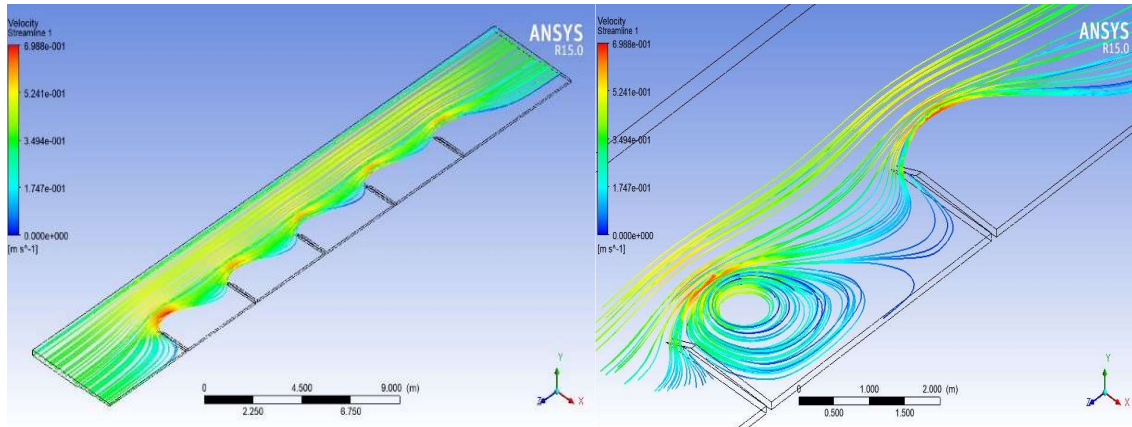 Velocity
Streamline 1
6.988e-001
5.241e-001
3.494e-001
1.747e-001
0.000e+000
[m s^-1]
ANSYS
R15.0
0 4.500 9.000 (m)
2.250 6.750
Y
Z X
Velocity
Streamline 1
6.988e-001
5.241e-001
3.494e-001
1.747e-001
0.000e+000
[m s^-1]
ANSYS
R15.0
0 1.000 2.000 (m)
0.500 1.500
Y
Z X